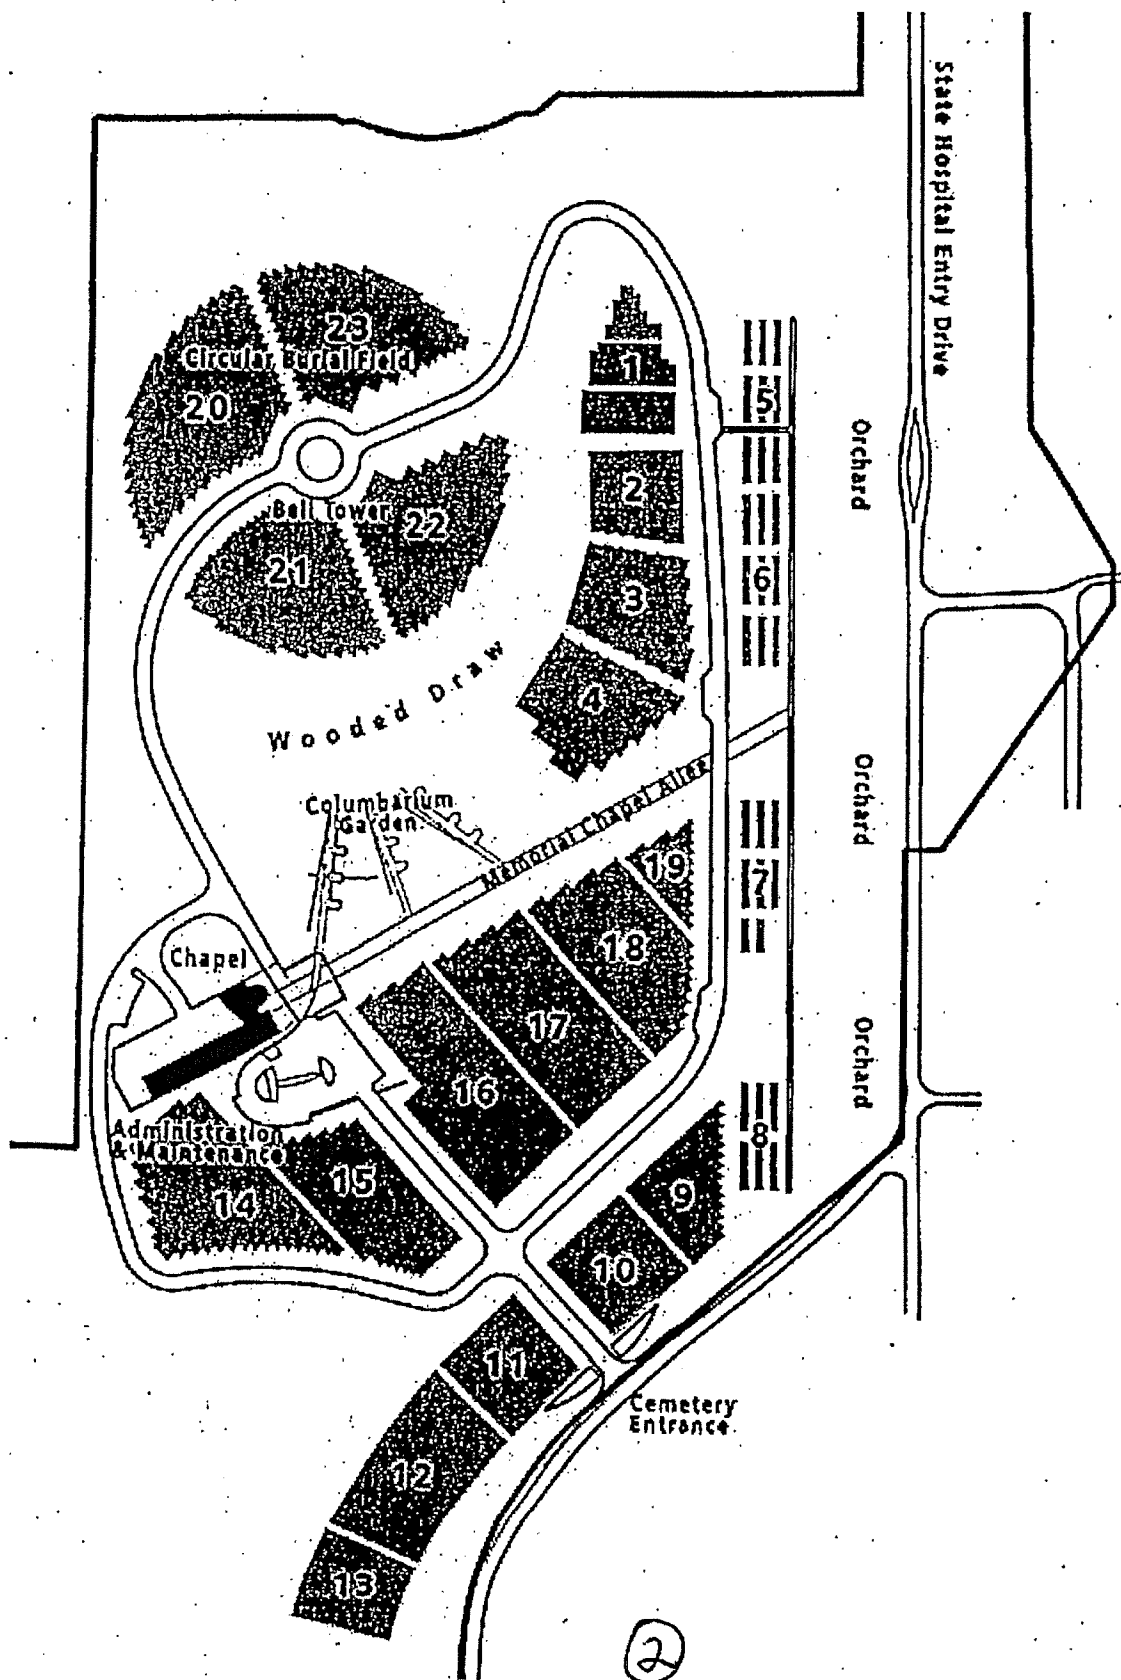 State Hospital Entry Drive
23
Circular Burial Field
20
1
5
Orchard
2
Bell Tower
22
21
3
6
4
Wooded Draw
Columbarium
Garden
Memorial Chapel Allee
Orchard
19
7
18
Chapel
17
16
Orchard
Administration
& Maintenance
15
14
8
9
10
11
Cemetery
Entrance
12
13
2